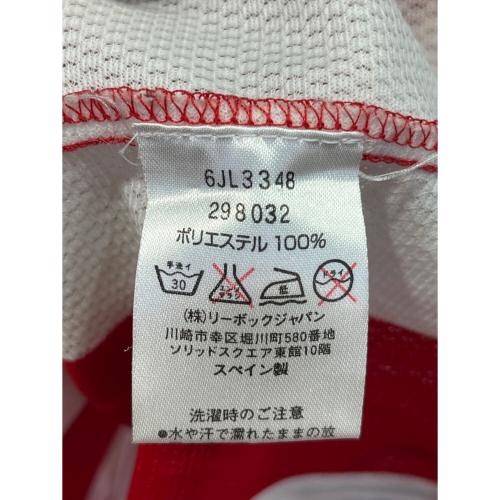 6JL3348
298032
ポリエステル 100%
手洗イ 30 エンソ サラシ 低 ドライ
(株)リーボックジャパン
川崎市幸区堀川町580番地
ソリッドスクエア東館10階
スペイン製
洗濯時のご注意
●水や汗で濡れたままの放